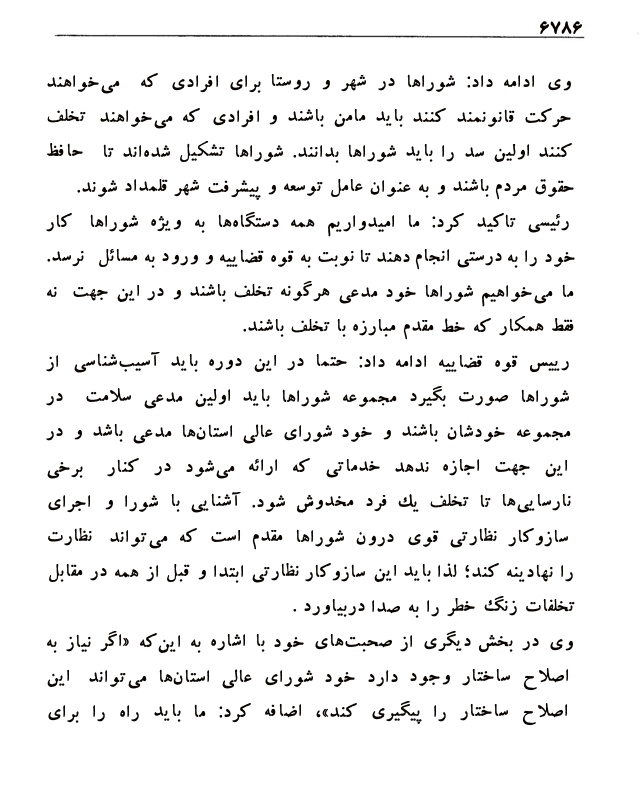 ۶۷۸۶
وی ادامه داد: شوراها در شهر و روستا برای افرادی که می‌خواهند
حرکت قانونمند کنند باید مامن باشند و افرادی که می‌خواهند تخلف
کنند اولین سد را باید شوراها بدانند. شوراها تشکیل شده‌اند تا حافظ
حقوق مردم باشند و به عنوان عامل توسعه و پیشرفت شهر قلمداد شوند.
رئیسی تاکید کرد: ما امیدواریم همه دستگاه‌ها به ویژه شوراها کار
خود را به درستی انجام دهند تا نوبت به قوه قضاییه و ورود به مسائل نرسد.
ما می‌خواهیم شوراها خود مدعی هرگونه تخلف باشند و در این جهت نه
فقط همکار که خط مقدم مبارزه با تخلف باشند.
رییس قوه قضاییه ادامه داد: حتما در این دوره باید آسیب‌شناسی از
شوراها صورت بگیرد مجموعه شوراها باید اولین مدعی سلامت در
مجموعه خودشان باشند و خود شورای عالی استان‌ها مدعی باشد و در
این جهت اجازه ندهد خدماتی که ارائه می‌شود در کنار برخی
نارسایی‌ها تا تخلف یك فرد مخدوش شود. آشنایی با شورا و اجرای
سازوکار نظارتی قوی درون شوراها مقدم است که می‌تواند نظارت
را نهادینه کند؛ لذا باید این سازوکار نظارتی ابتدا و قبل از همه در مقابل
تخلفات زنگ خطر را به صدا دربیاورد .
وی در بخش دیگری از صحبت‌های خود با اشاره به این‌که «اگر نیاز به
اصلاح ساختار وجود دارد خود شورای عالی استان‌ها می‌تواند این
اصلاح ساختار را پیگیری کند»، اضافه کرد: ما باید راه را برای